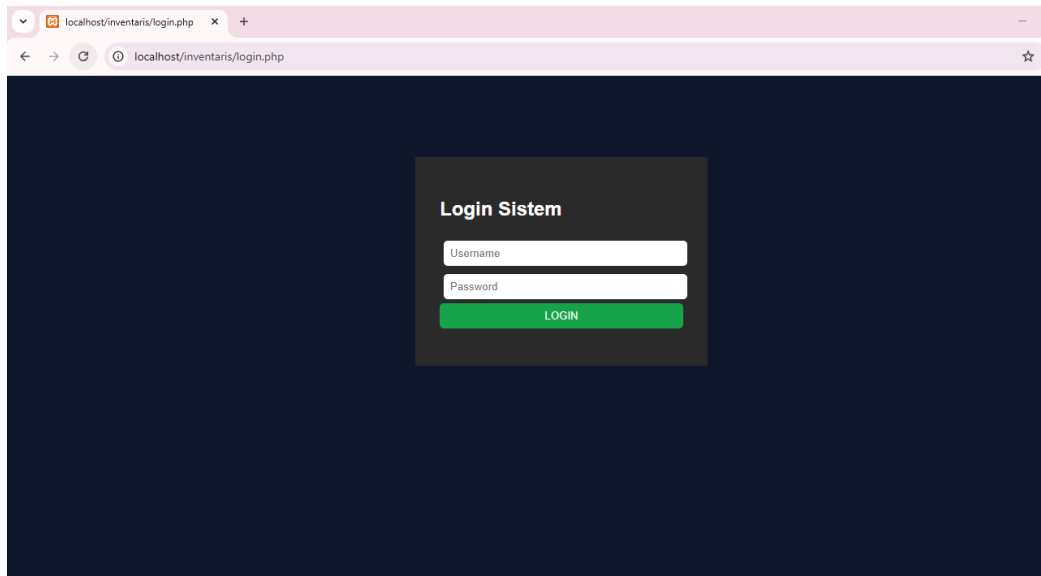 localhost/inventaris/login.php
localhost/inventaris/login.php
Login Sistem
Username
Password
LOGIN